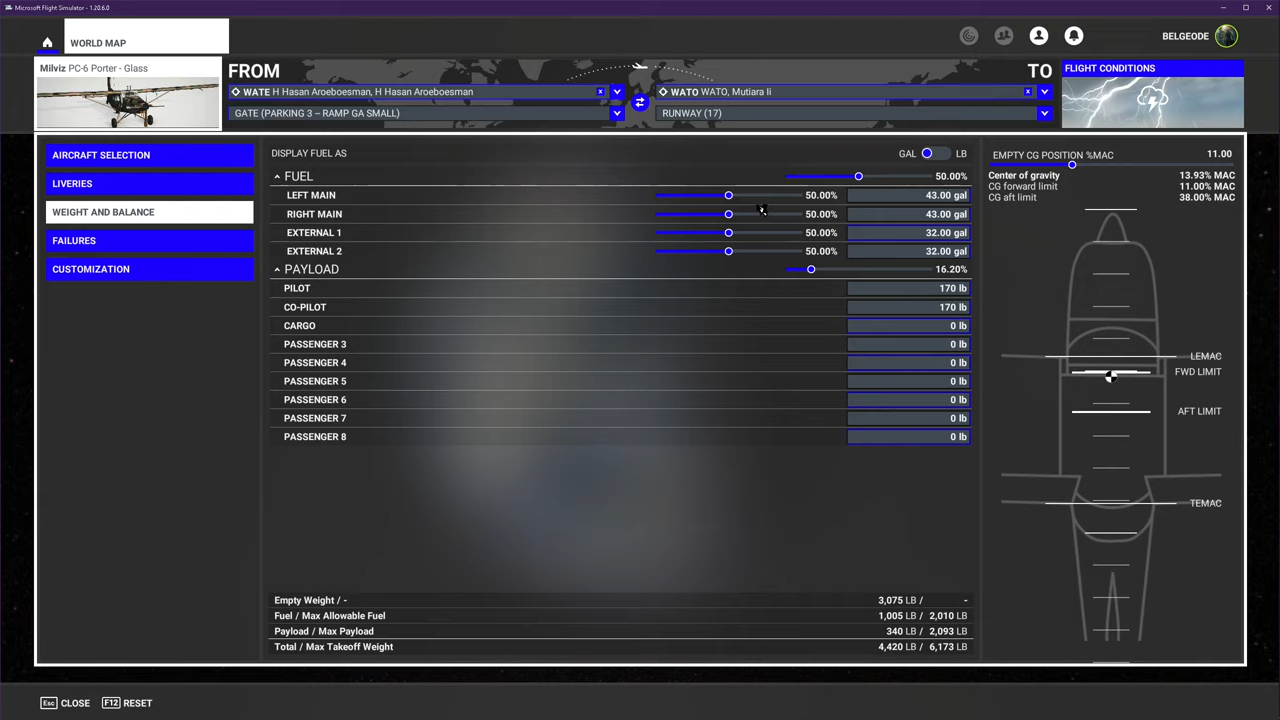 Microsoft Flight Simulator - 1.20.6.0
WORLD MAP
BELGEODE
Milviz PC-6 Porter - Glass
FROM
TO
FLIGHT CONDITIONS
WATE H Hasan Aroeboesman, H Hasan Aroeboesman
WATO WATO, Mutiara Ii
GATE (PARKING 3 – RAMP GA SMALL)
RUNWAY (17)
AIRCRAFT SELECTION
LIVERIES
WEIGHT AND BALANCE
FAILURES
CUSTOMIZATION
DISPLAY FUEL AS GAL LB
FUEL 50.00%
LEFT MAIN 50.00% 43.00 gal
RIGHT MAIN 50.00% 43.00 gal
EXTERNAL 1 50.00% 32.00 gal
EXTERNAL 2 50.00% 32.00 gal
PAYLOAD 16.20%
PILOT 170 lb
CO-PILOT 170 lb
CARGO 0 lb
PASSENGER 3 0 lb
PASSENGER 4 0 lb
PASSENGER 5 0 lb
PASSENGER 6 0 lb
PASSENGER 7 0 lb
PASSENGER 8 0 lb
Empty Weight / - 3,075 LB / -
Fuel / Max Allowable Fuel 1,005 LB / 2,010 LB
Payload / Max Payload 340 LB / 2,093 LB
Total / Max Takeoff Weight 4,420 LB / 6,173 LB
EMPTY CG POSITION %MAC 11.00
Center of gravity 13.93% MAC
CG forward limit 11.00% MAC
CG aft limit 38.00% MAC
LEMAC
FWD LIMIT
AFT LIMIT
TEMAC
Esc CLOSE F12 RESET